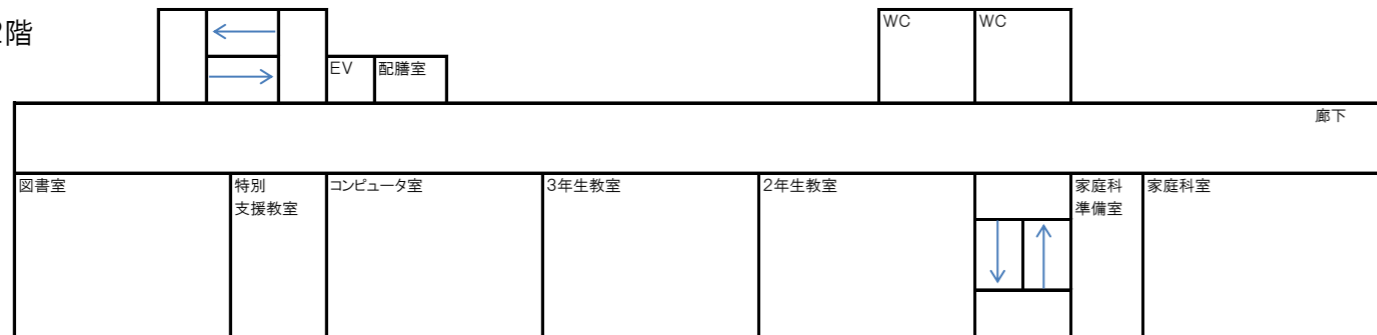 2階
WC
WC
EV
配膳室
廊下
図書室
特別
支援教室
コンピュータ室
3年生教室
2年生教室
家庭科
準備室
家庭科室